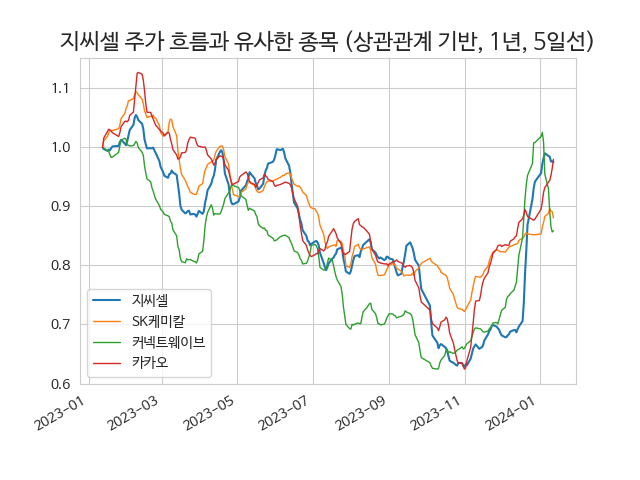 지씨셀 주가 흐름과 유사한 종목 (상관관계 기반, 1년, 5일선)
1.1
1.0
0.9
0.8
0.7
0.6
지씨셀
SK케미칼
커넥트웨이브
카카오
2023-01
2023-03
2023-05
2023-07
2023-09
2023-11
2024-01